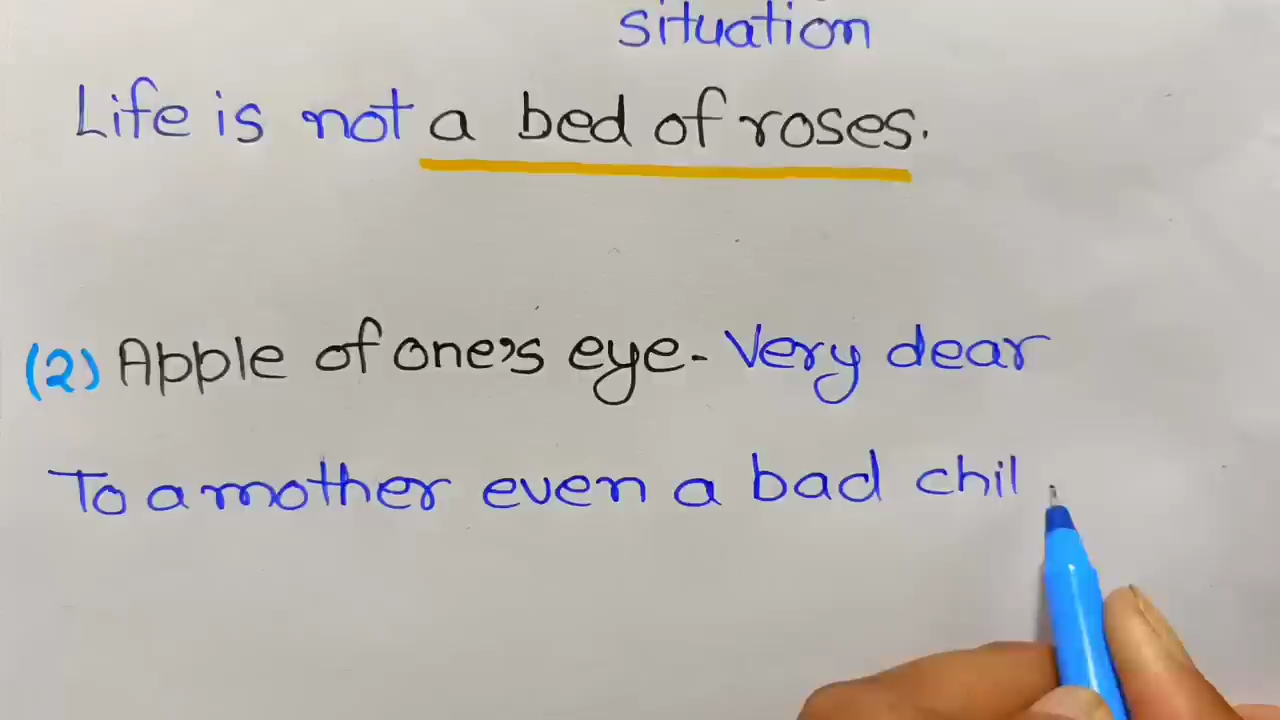 situation
Life is not a bed of roses.
(2) Apple of one's eye - Very dear
To a mother even a bad chil